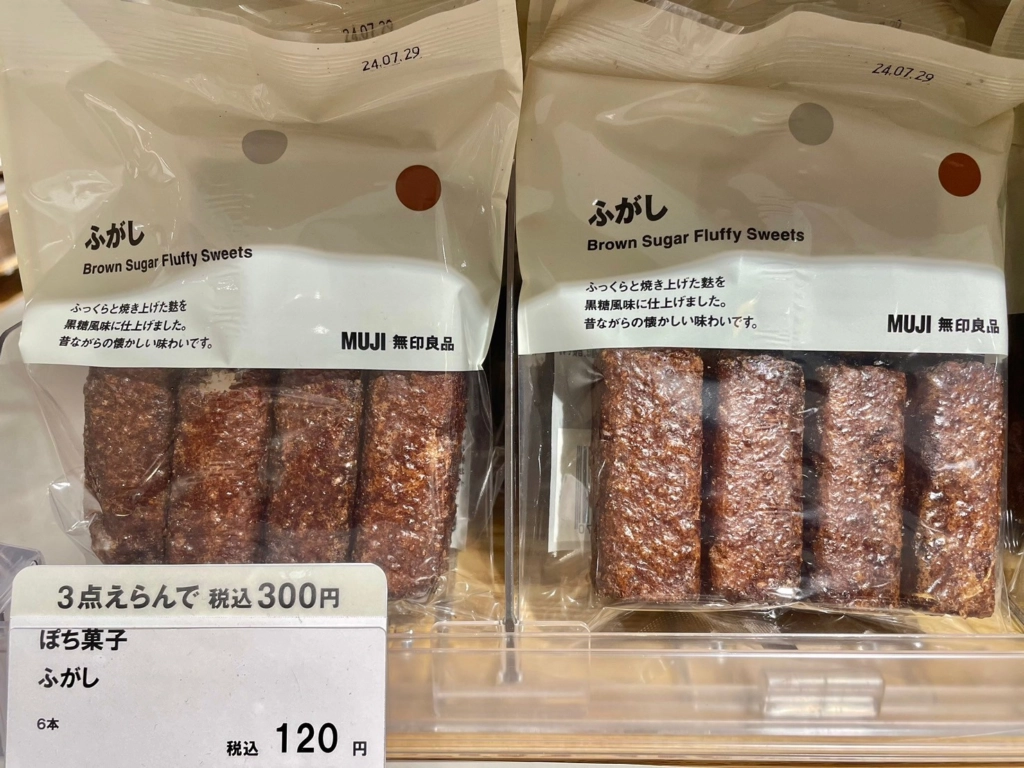 24.07.29
24.07.29
ふがし
Brown Sugar Fluffy Sweets
ふっくらと焼き上げた麩を
黒糖風味に仕上げました。
昔ながらの懐かしい味わいです。
MUJI 無印良品
24.07.29
ふがし
Brown Sugar Fluffy Sweets
ふっくらと焼き上げた麩を
黒糖風味に仕上げました。
昔ながらの懐かしい味わいです。
MUJI 無印良品
3点えらんで 税込300円
ぽち菓子
ふがし
6本
税込 120 円